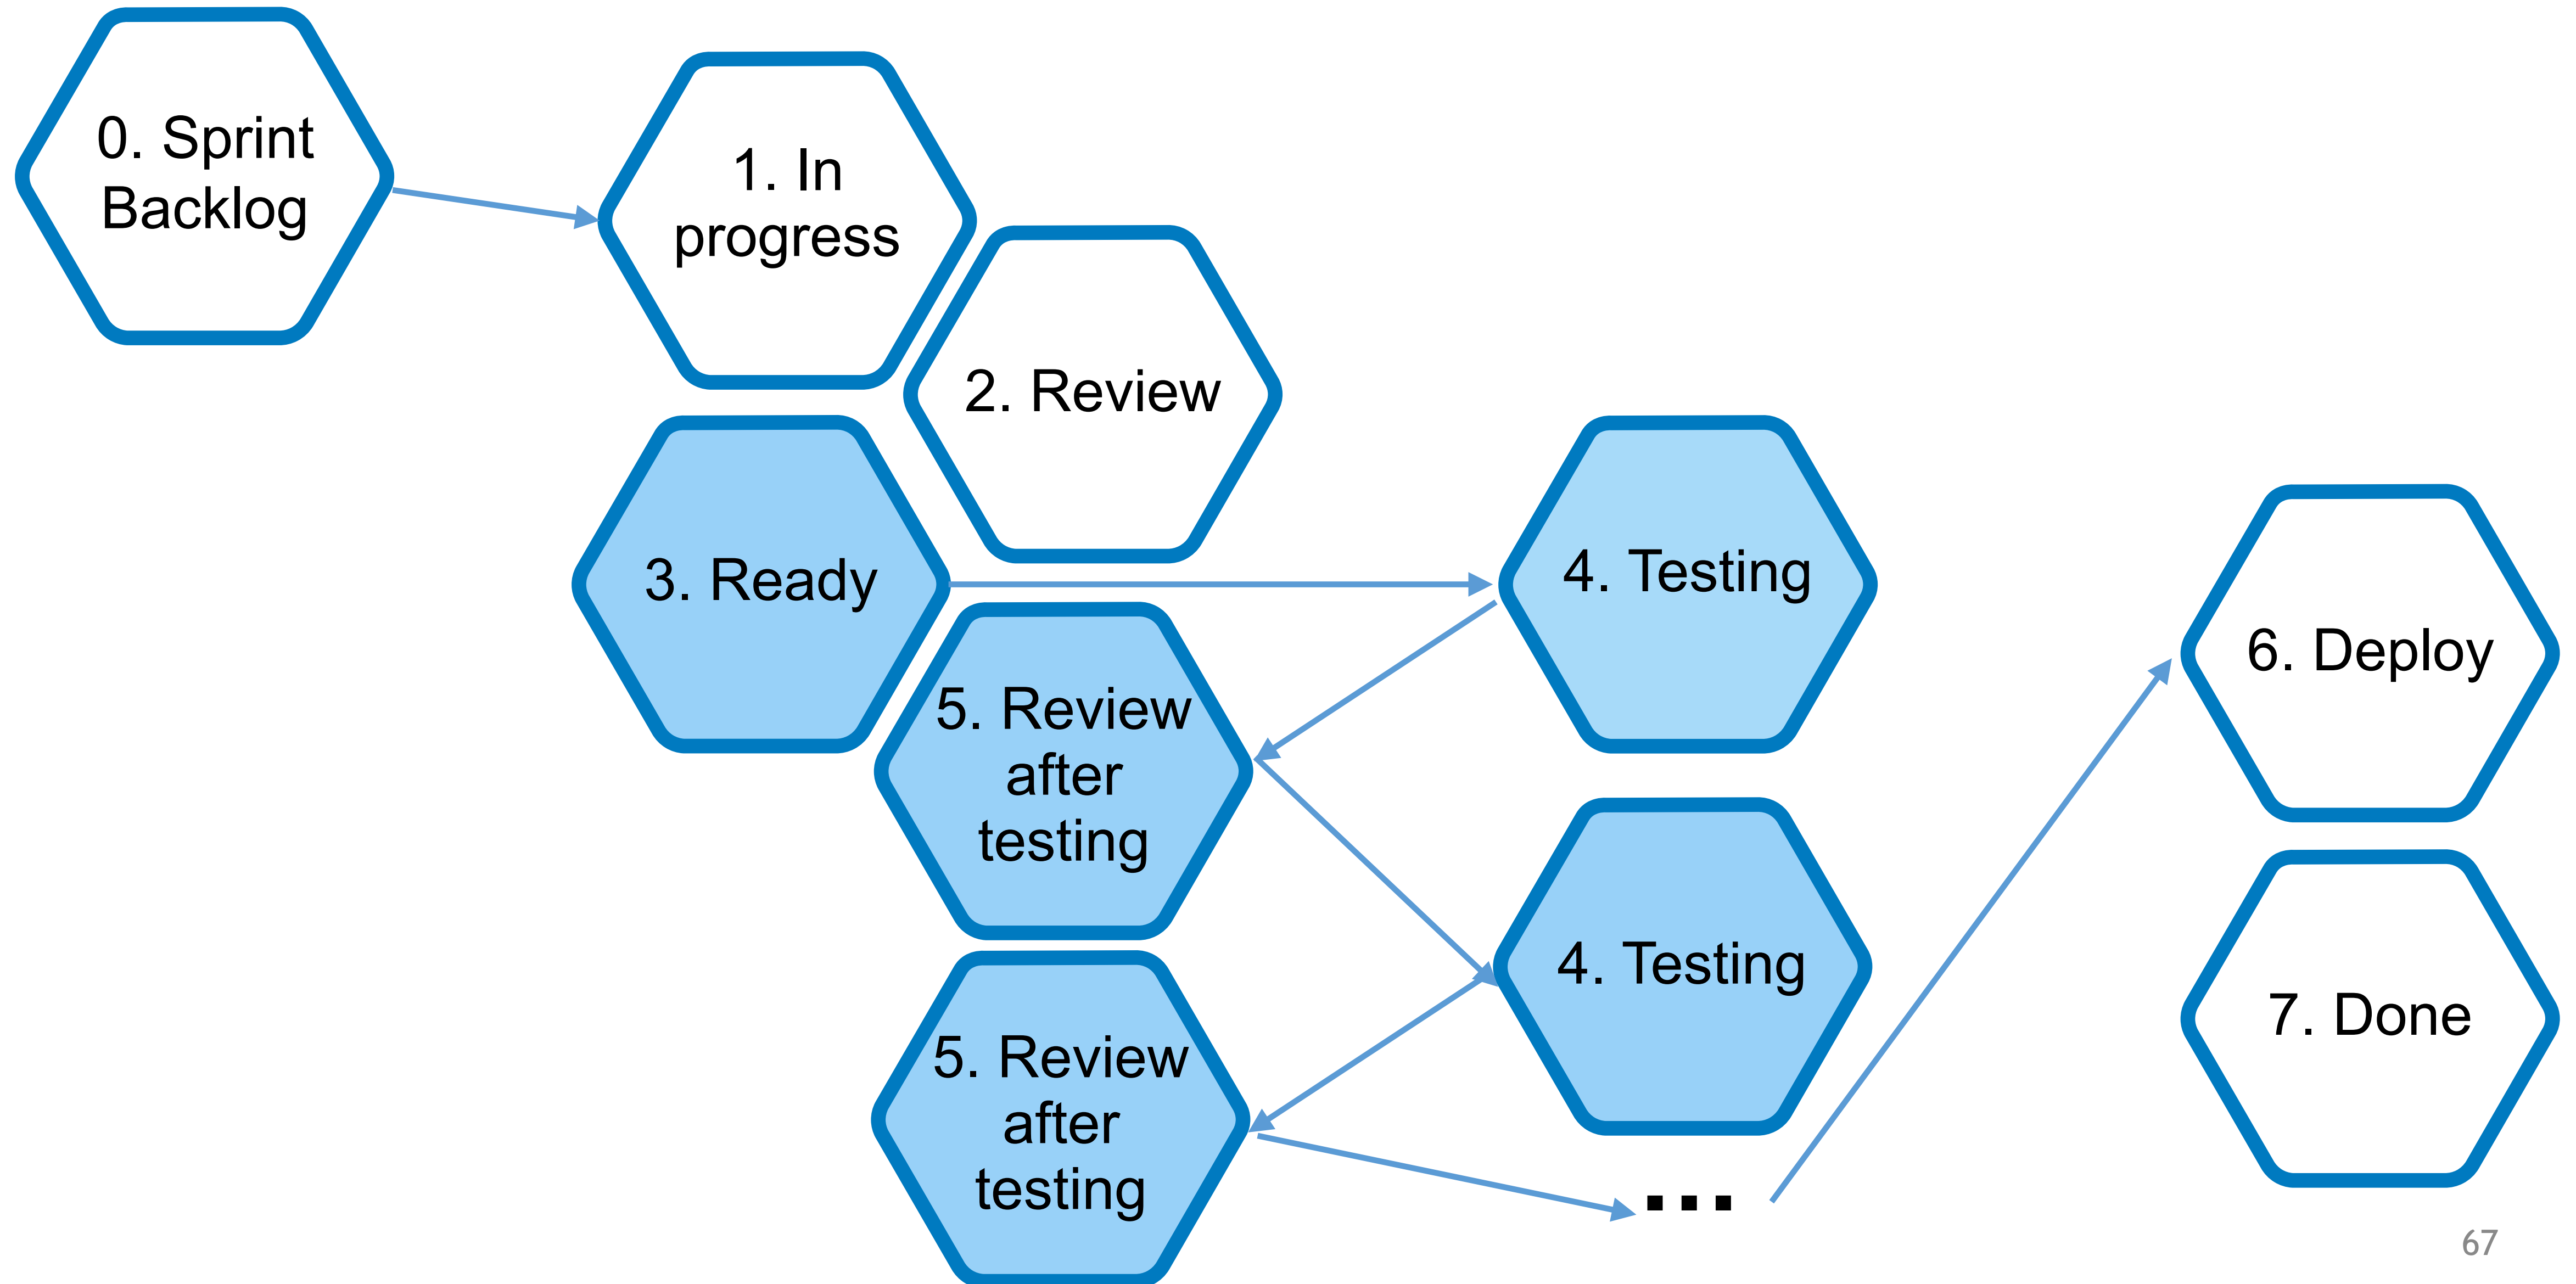 0. Sprint
Backlog
1. In
progress
2. Review
3. Ready
4. Testing
5. Review
after
testing
4. Testing
5. Review
after
testing
...
6. Deploy
7. Done
67